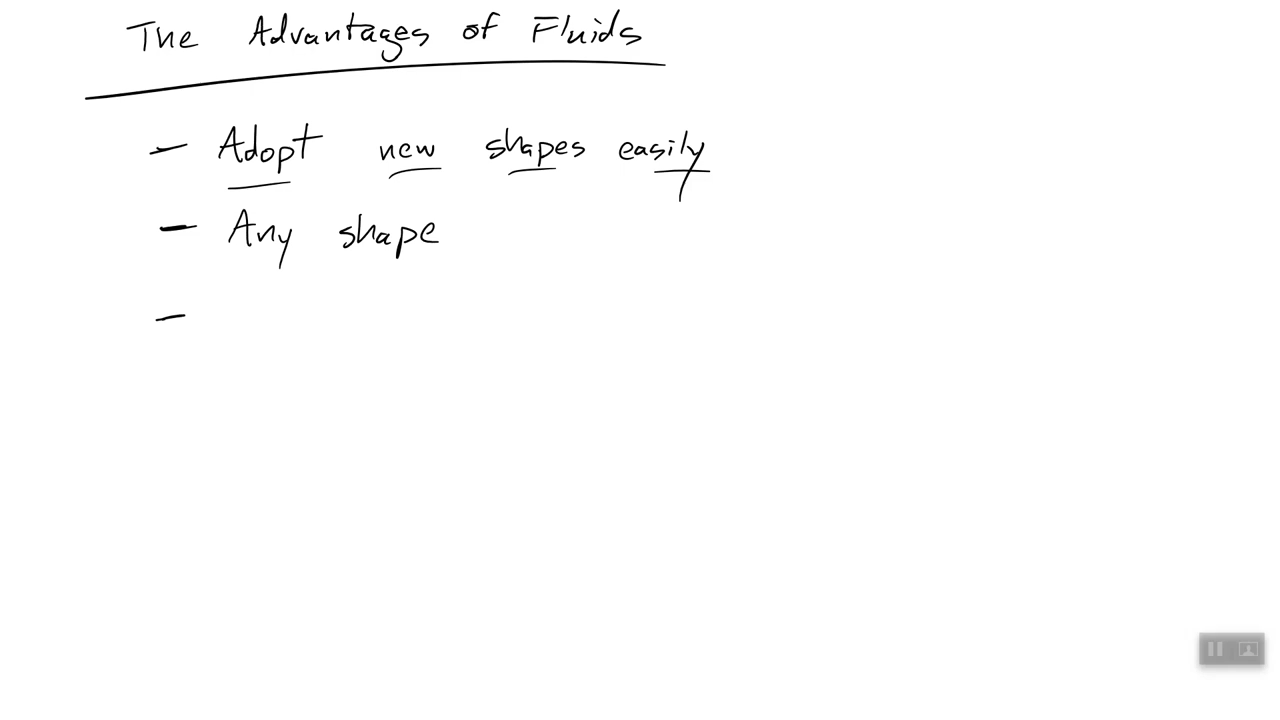 The Advantages of Fluids
- Adopt new shapes easily
- Any shape
-